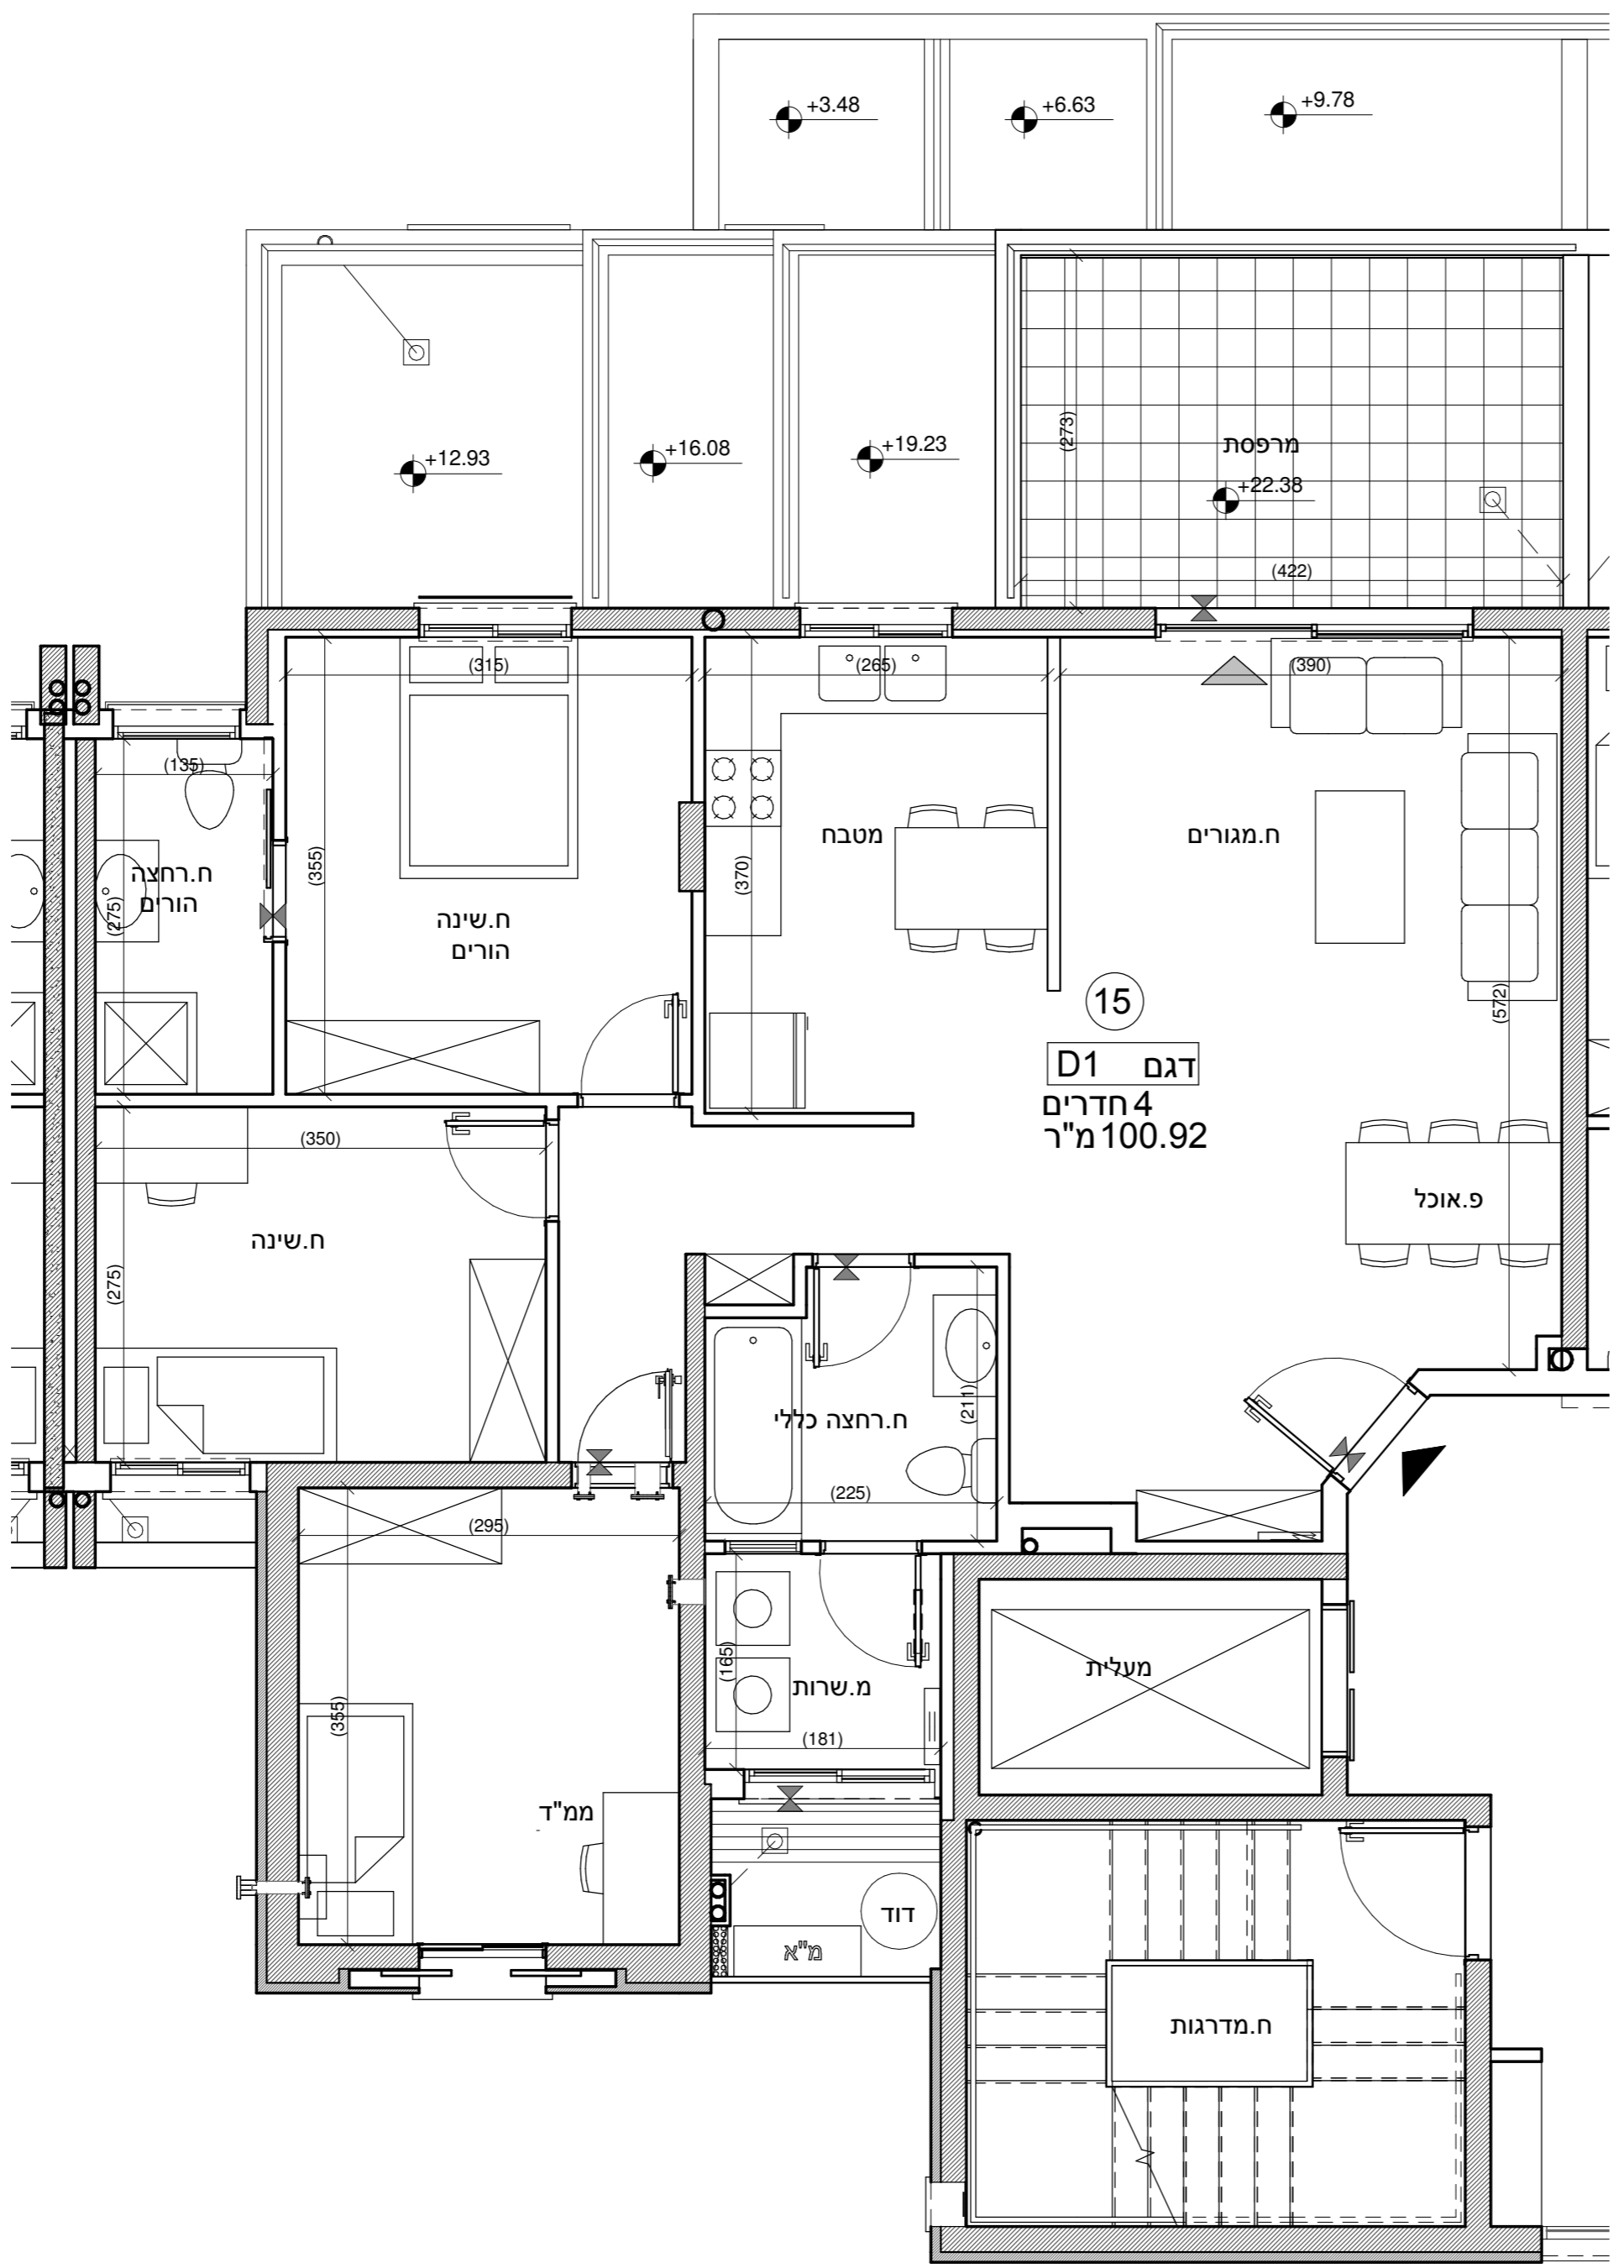 +3.48
+6.63
+9.78
+12.93
+16.08
+19.23
(273)
מרפסת
+22.38
(422)
(315)
(265)
(390)
(135)
(355)
(370)
מטבח
ח.מגורים
ח.רחצה
הורים
(275)
ח.שינה
הורים
15
(572)
דגם D1
4 חדרים
100.92 מ"ר
(350)
פ.אוכל
ח.שינה
(275)
ח.רחצה כללי
(211)
(225)
(295)
(165)
מעלית
מ.שרות
(355)
(181)
ממ"ד
דוד
מ"א
ח.מדרגות